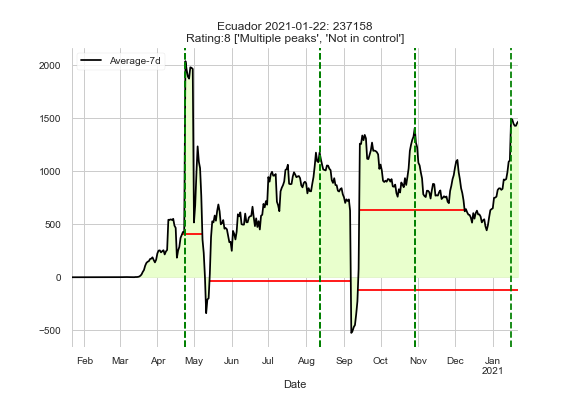 Ecuador 2021-01-22: 237158
Rating:8 ['Multiple peaks', 'Not in control']
Average-7d
2000
1500
1000
500
0
−500
Feb Mar Apr May Jun Jul Aug Sep Oct Nov Dec Jan
2021
Date